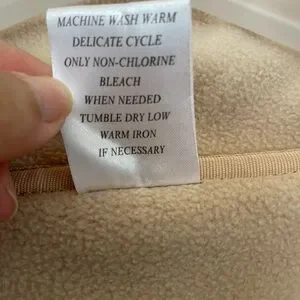 MACHINE WASH WARM
DELICATE CYCLE
ONLY NON-CHLORINE
BLEACH
WHEN NEEDED
TUMBLE DRY LOW
WARM IRON
IF NECESSARY